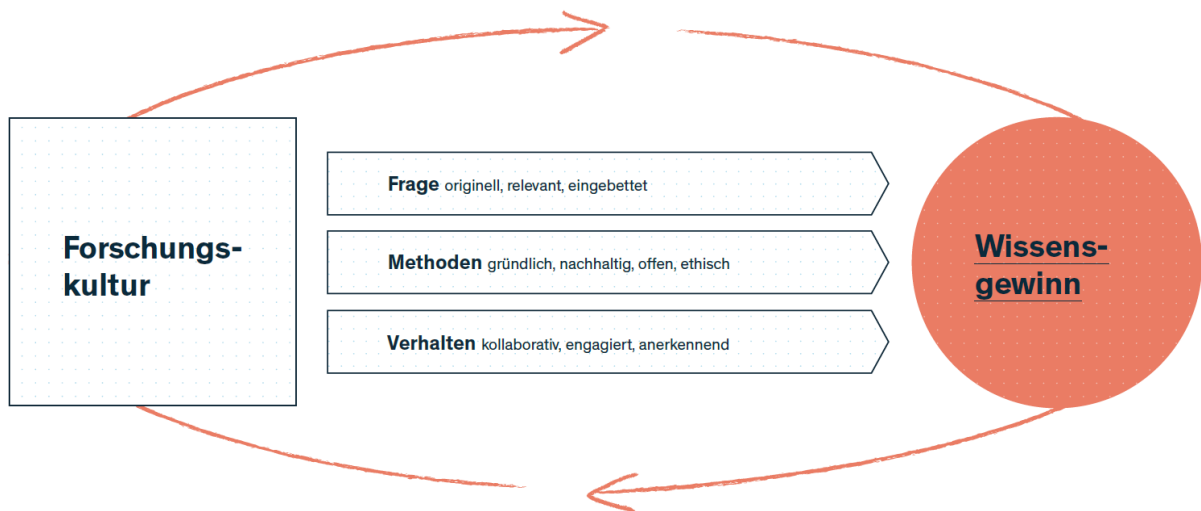 Forschungs-
kultur
Frage originell, relevant, eingebettet
Methoden gründlich, nachhaltig, offen, ethisch
Verhalten kollaborativ, engagiert, anerkennend
Wissens-
gewinn